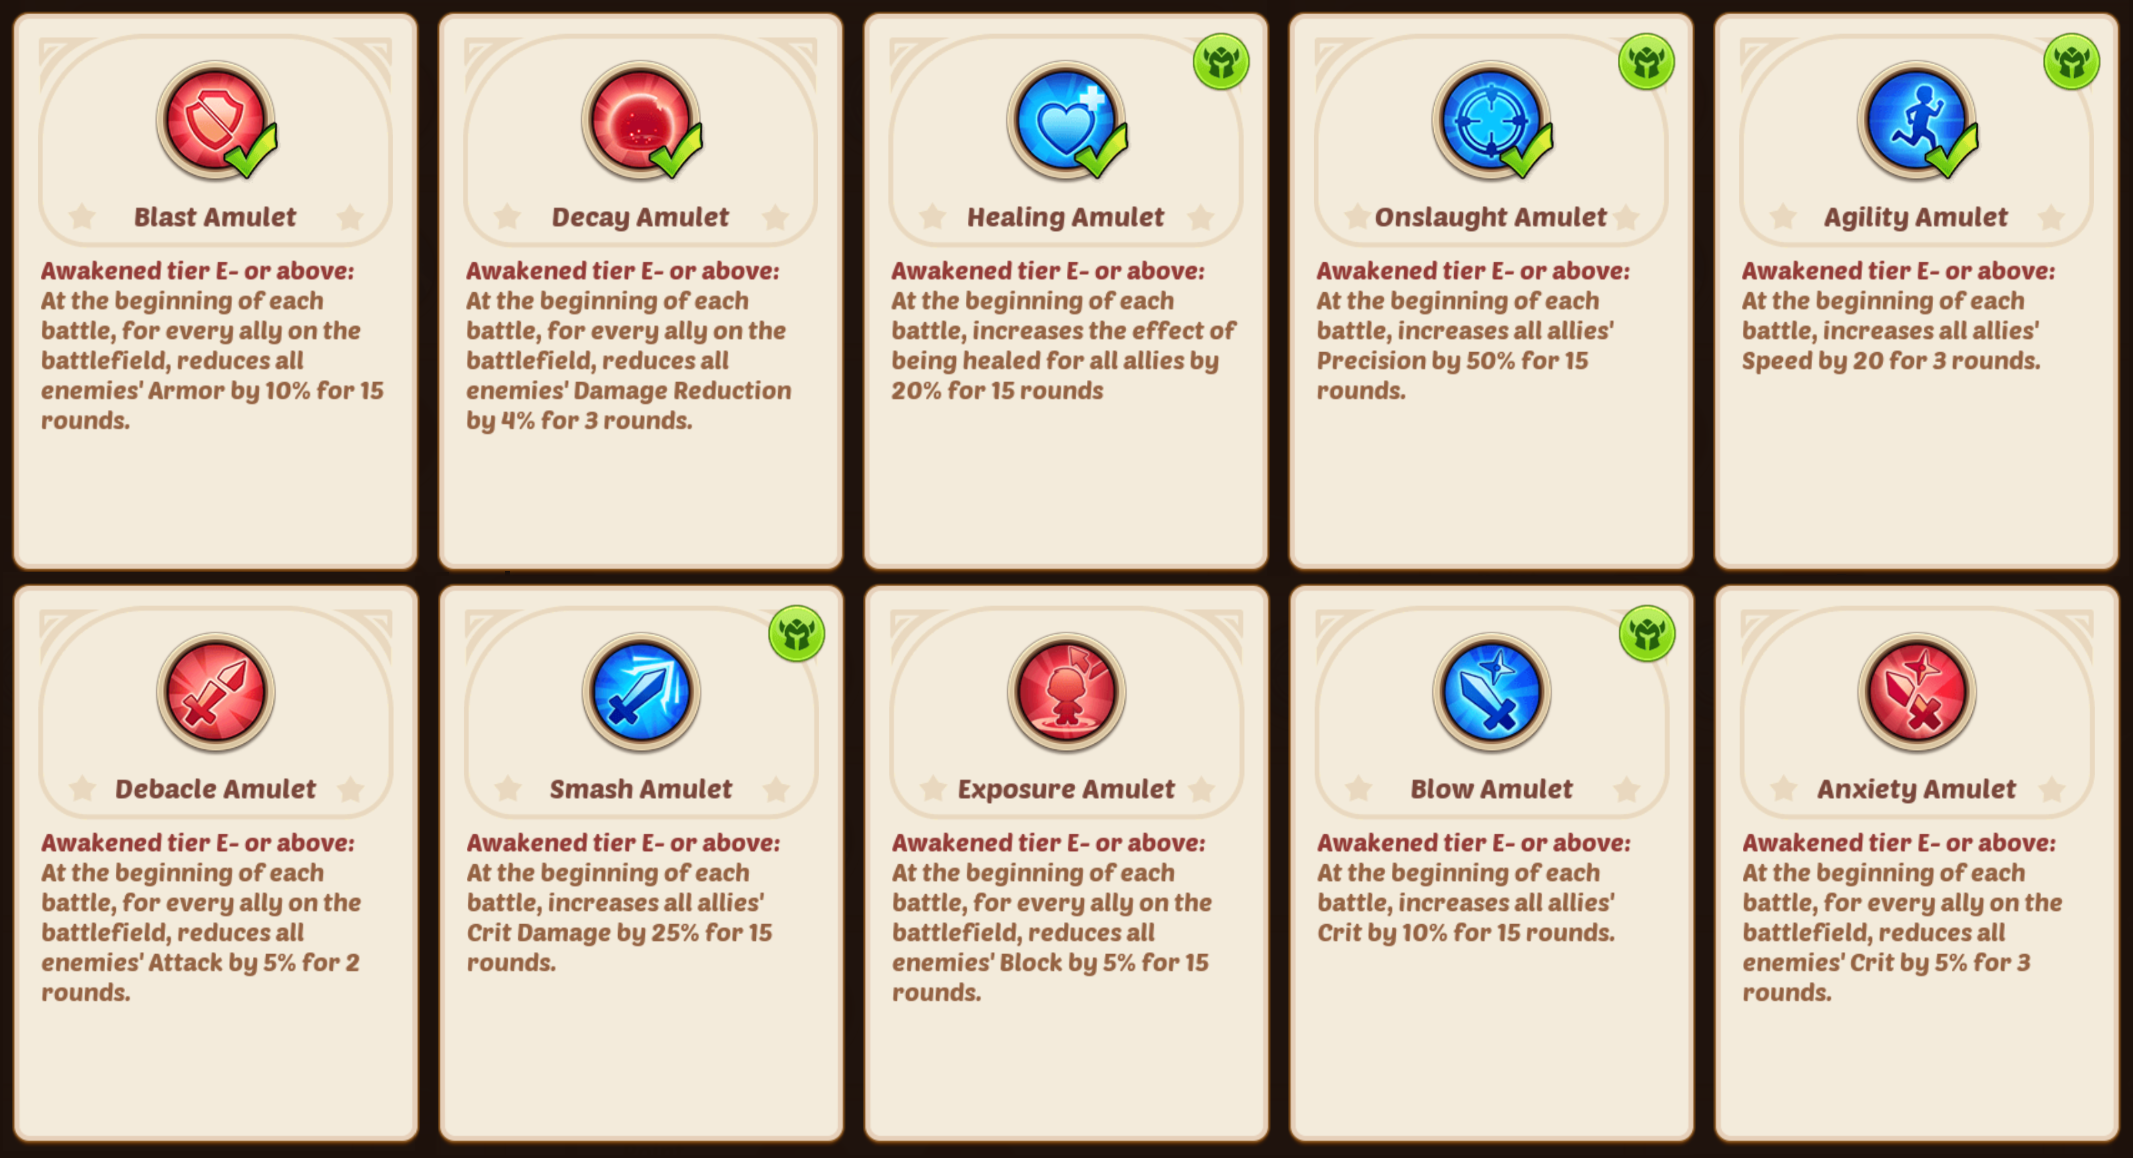 Blast Amulet
Awakened tier E- or above:
At the beginning of each
battle, for every ally on the
battlefield, reduces all
enemies' Armor by 10% for 15
rounds.
Decay Amulet
Awakened tier E- or above:
At the beginning of each
battle, for every ally on the
battlefield, reduces all
enemies' Damage Reduction
by 4% for 3 rounds.
Healing Amulet
Awakened tier E- or above:
At the beginning of each
battle, increases the effect of
being healed for all allies by
20% for 15 rounds
Onslaught Amulet
Awakened tier E- or above:
At the beginning of each
battle, increases all allies'
Precision by 50% for 15
rounds.
Agility Amulet
Awakened tier E- or above:
At the beginning of each
battle, increases all allies'
Speed by 20 for 3 rounds.
Debacle Amulet
Awakened tier E- or above:
At the beginning of each
battle, for every ally on the
battlefield, reduces all
enemies' Attack by 5% for 2
rounds.
Smash Amulet
Awakened tier E- or above:
At the beginning of each
battle, increases all allies'
Crit Damage by 25% for 15
rounds.
Exposure Amulet
Awakened tier E- or above:
At the beginning of each
battle, for every ally on the
battlefield, reduces all
enemies' Block by 5% for 15
rounds.
Blow Amulet
Awakened tier E- or above:
At the beginning of each
battle, increases all allies'
Crit by 10% for 15 rounds.
Anxiety Amulet
Awakened tier E- or above:
At the beginning of each
battle, for every ally on the
battlefield, reduces all
enemies' Crit by 5% for 3
rounds.